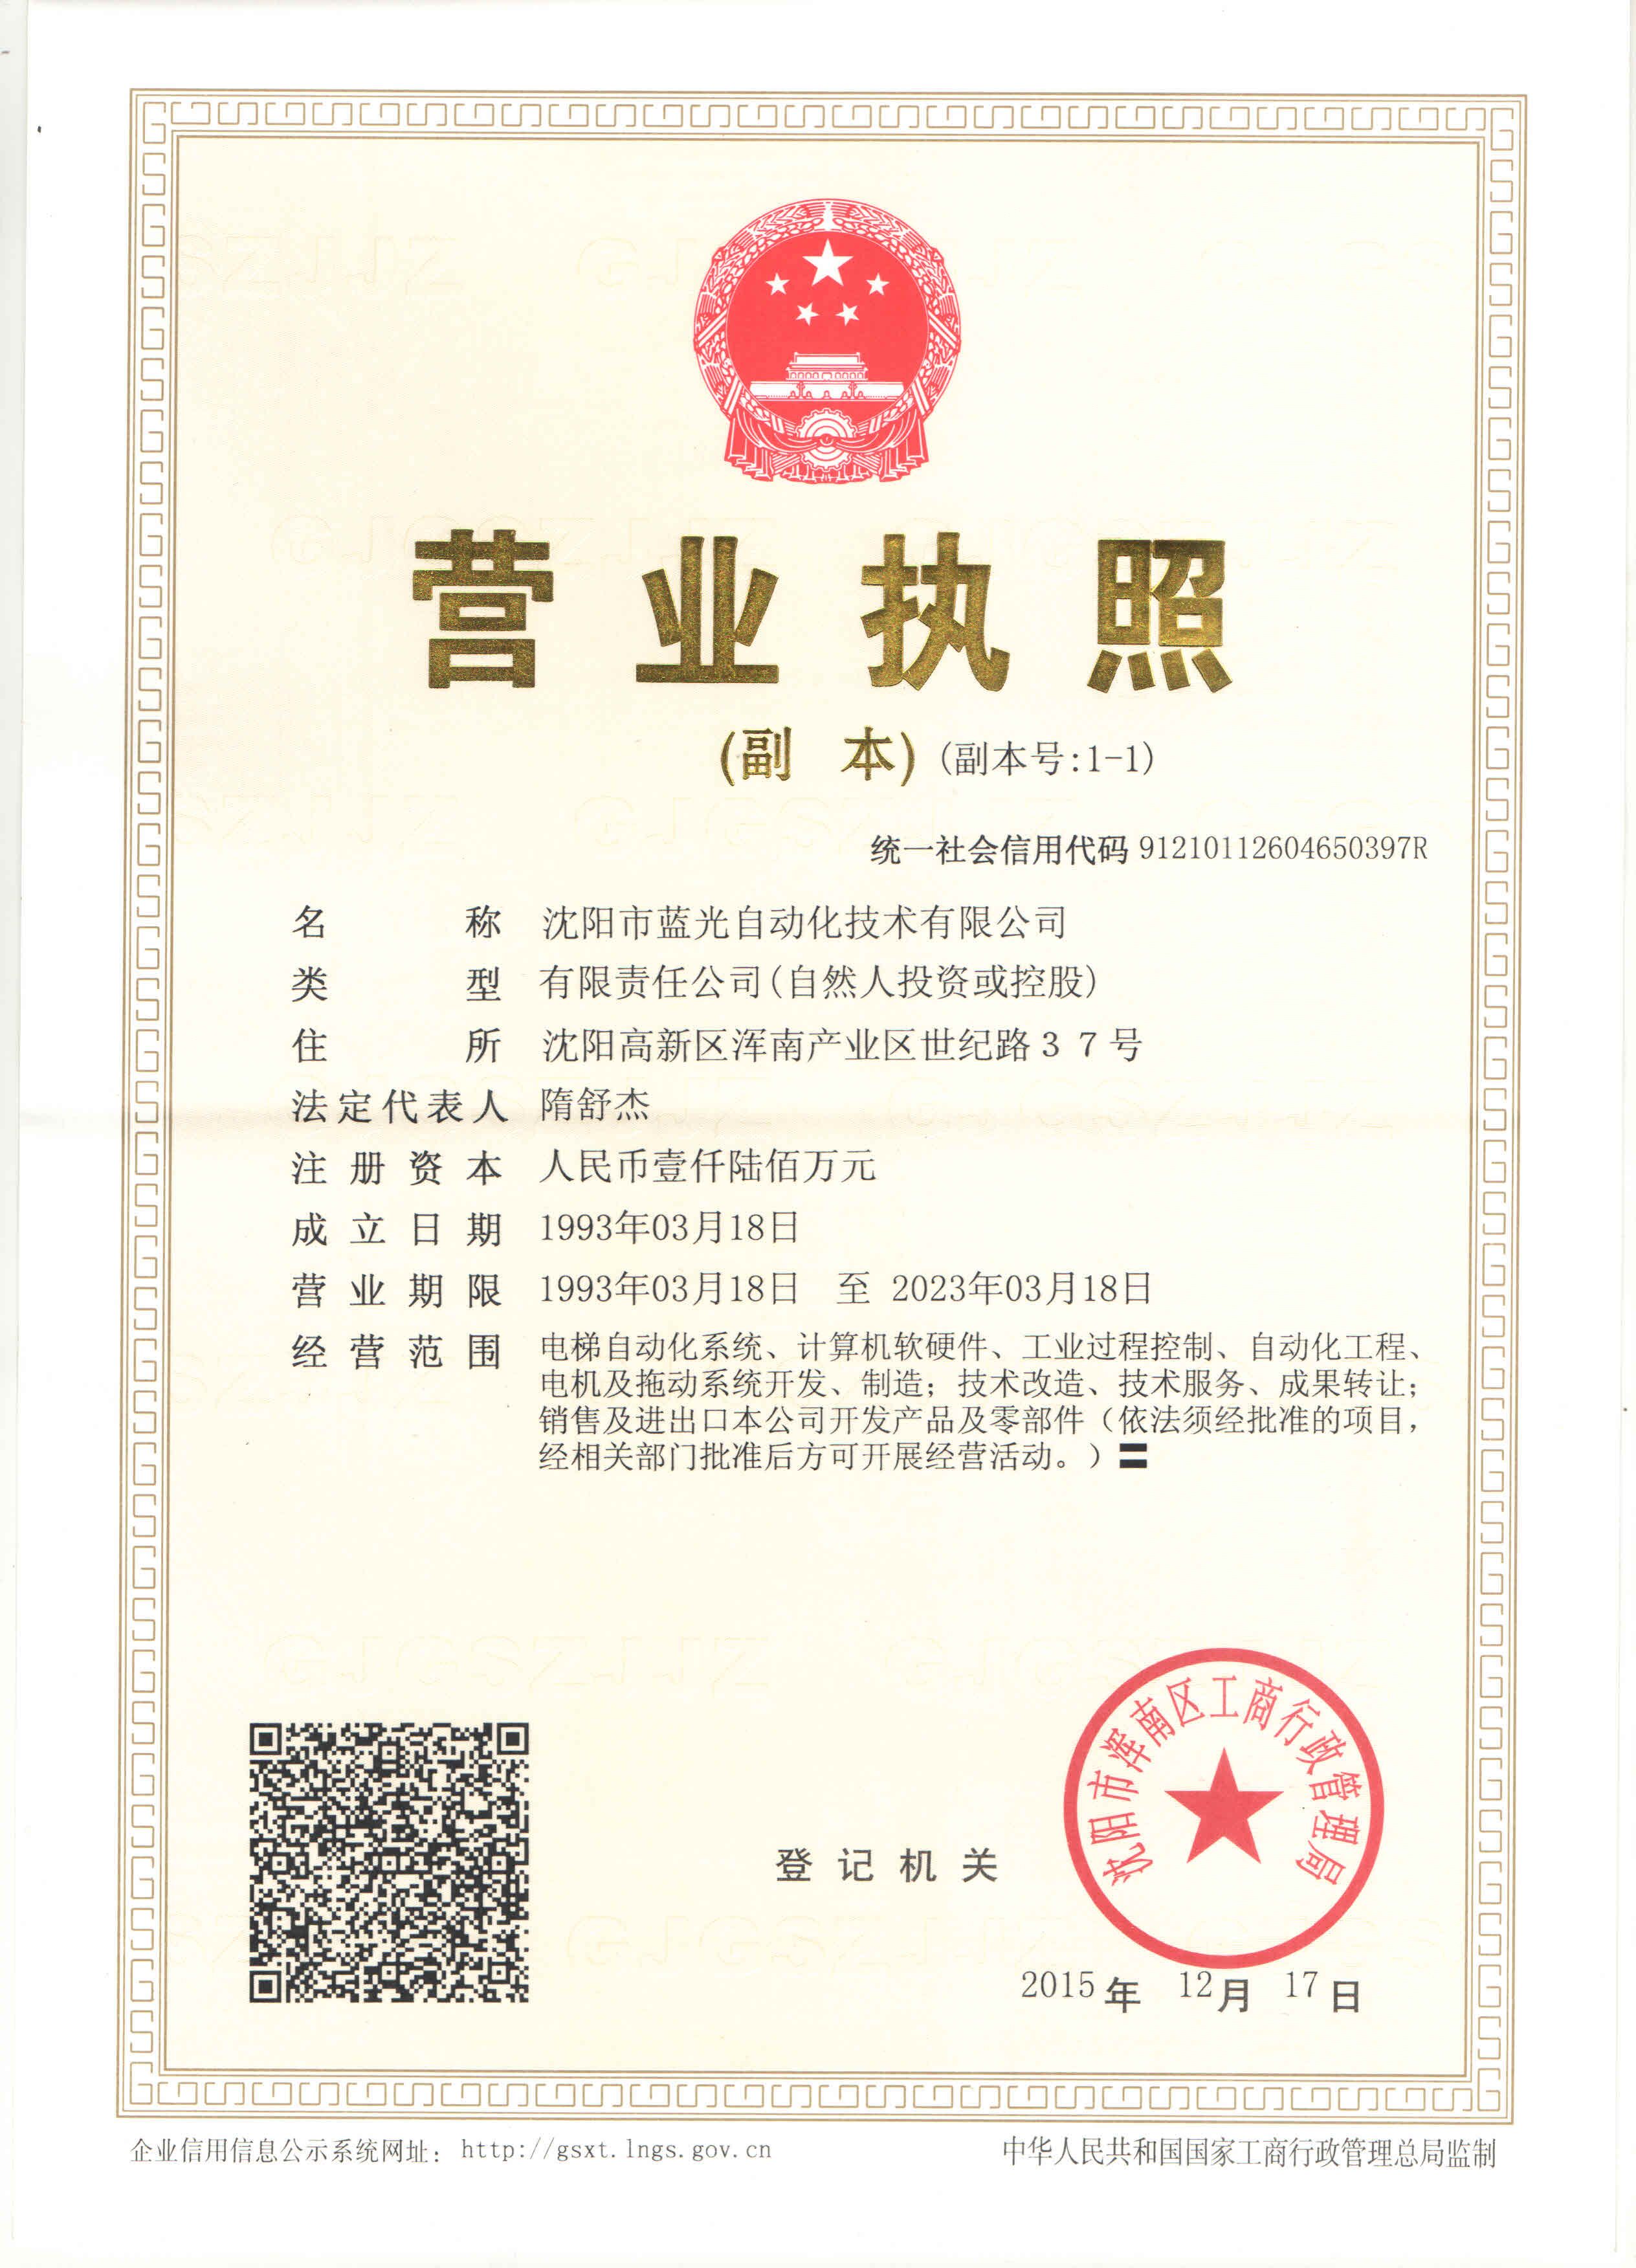 营业执照
(副 本) (副本号:1-1)
统一社会信用代码 91210112604650397R
名称 沈阳市蓝光自动化技术有限公司
类型 有限责任公司(自然人投资或控股)
住所 沈阳高新区浑南产业区世纪路37号
法定代表人 隋舒杰
注册资本 人民币壹仟陆佰万元
成立日期 1993年03月18日
营业期限 1993年03月18日 至 2023年03月18日
经营范围 电梯自动化系统、计算机软硬件、工业过程控制、自动化工程、
电机及拖动系统开发、制造；技术改造、技术服务、成果转让；
销售及进出口本公司开发产品及零部件（依法须经批准的项目，
经相关部门批准后方可开展经营活动。）
沈阳市浑南区工商行政管理局
登记机关
2015年 12月 17日
企业信用信息公示系统网址：http://gsxt.lngs.gov.cn
中华人民共和国国家工商行政管理总局监制